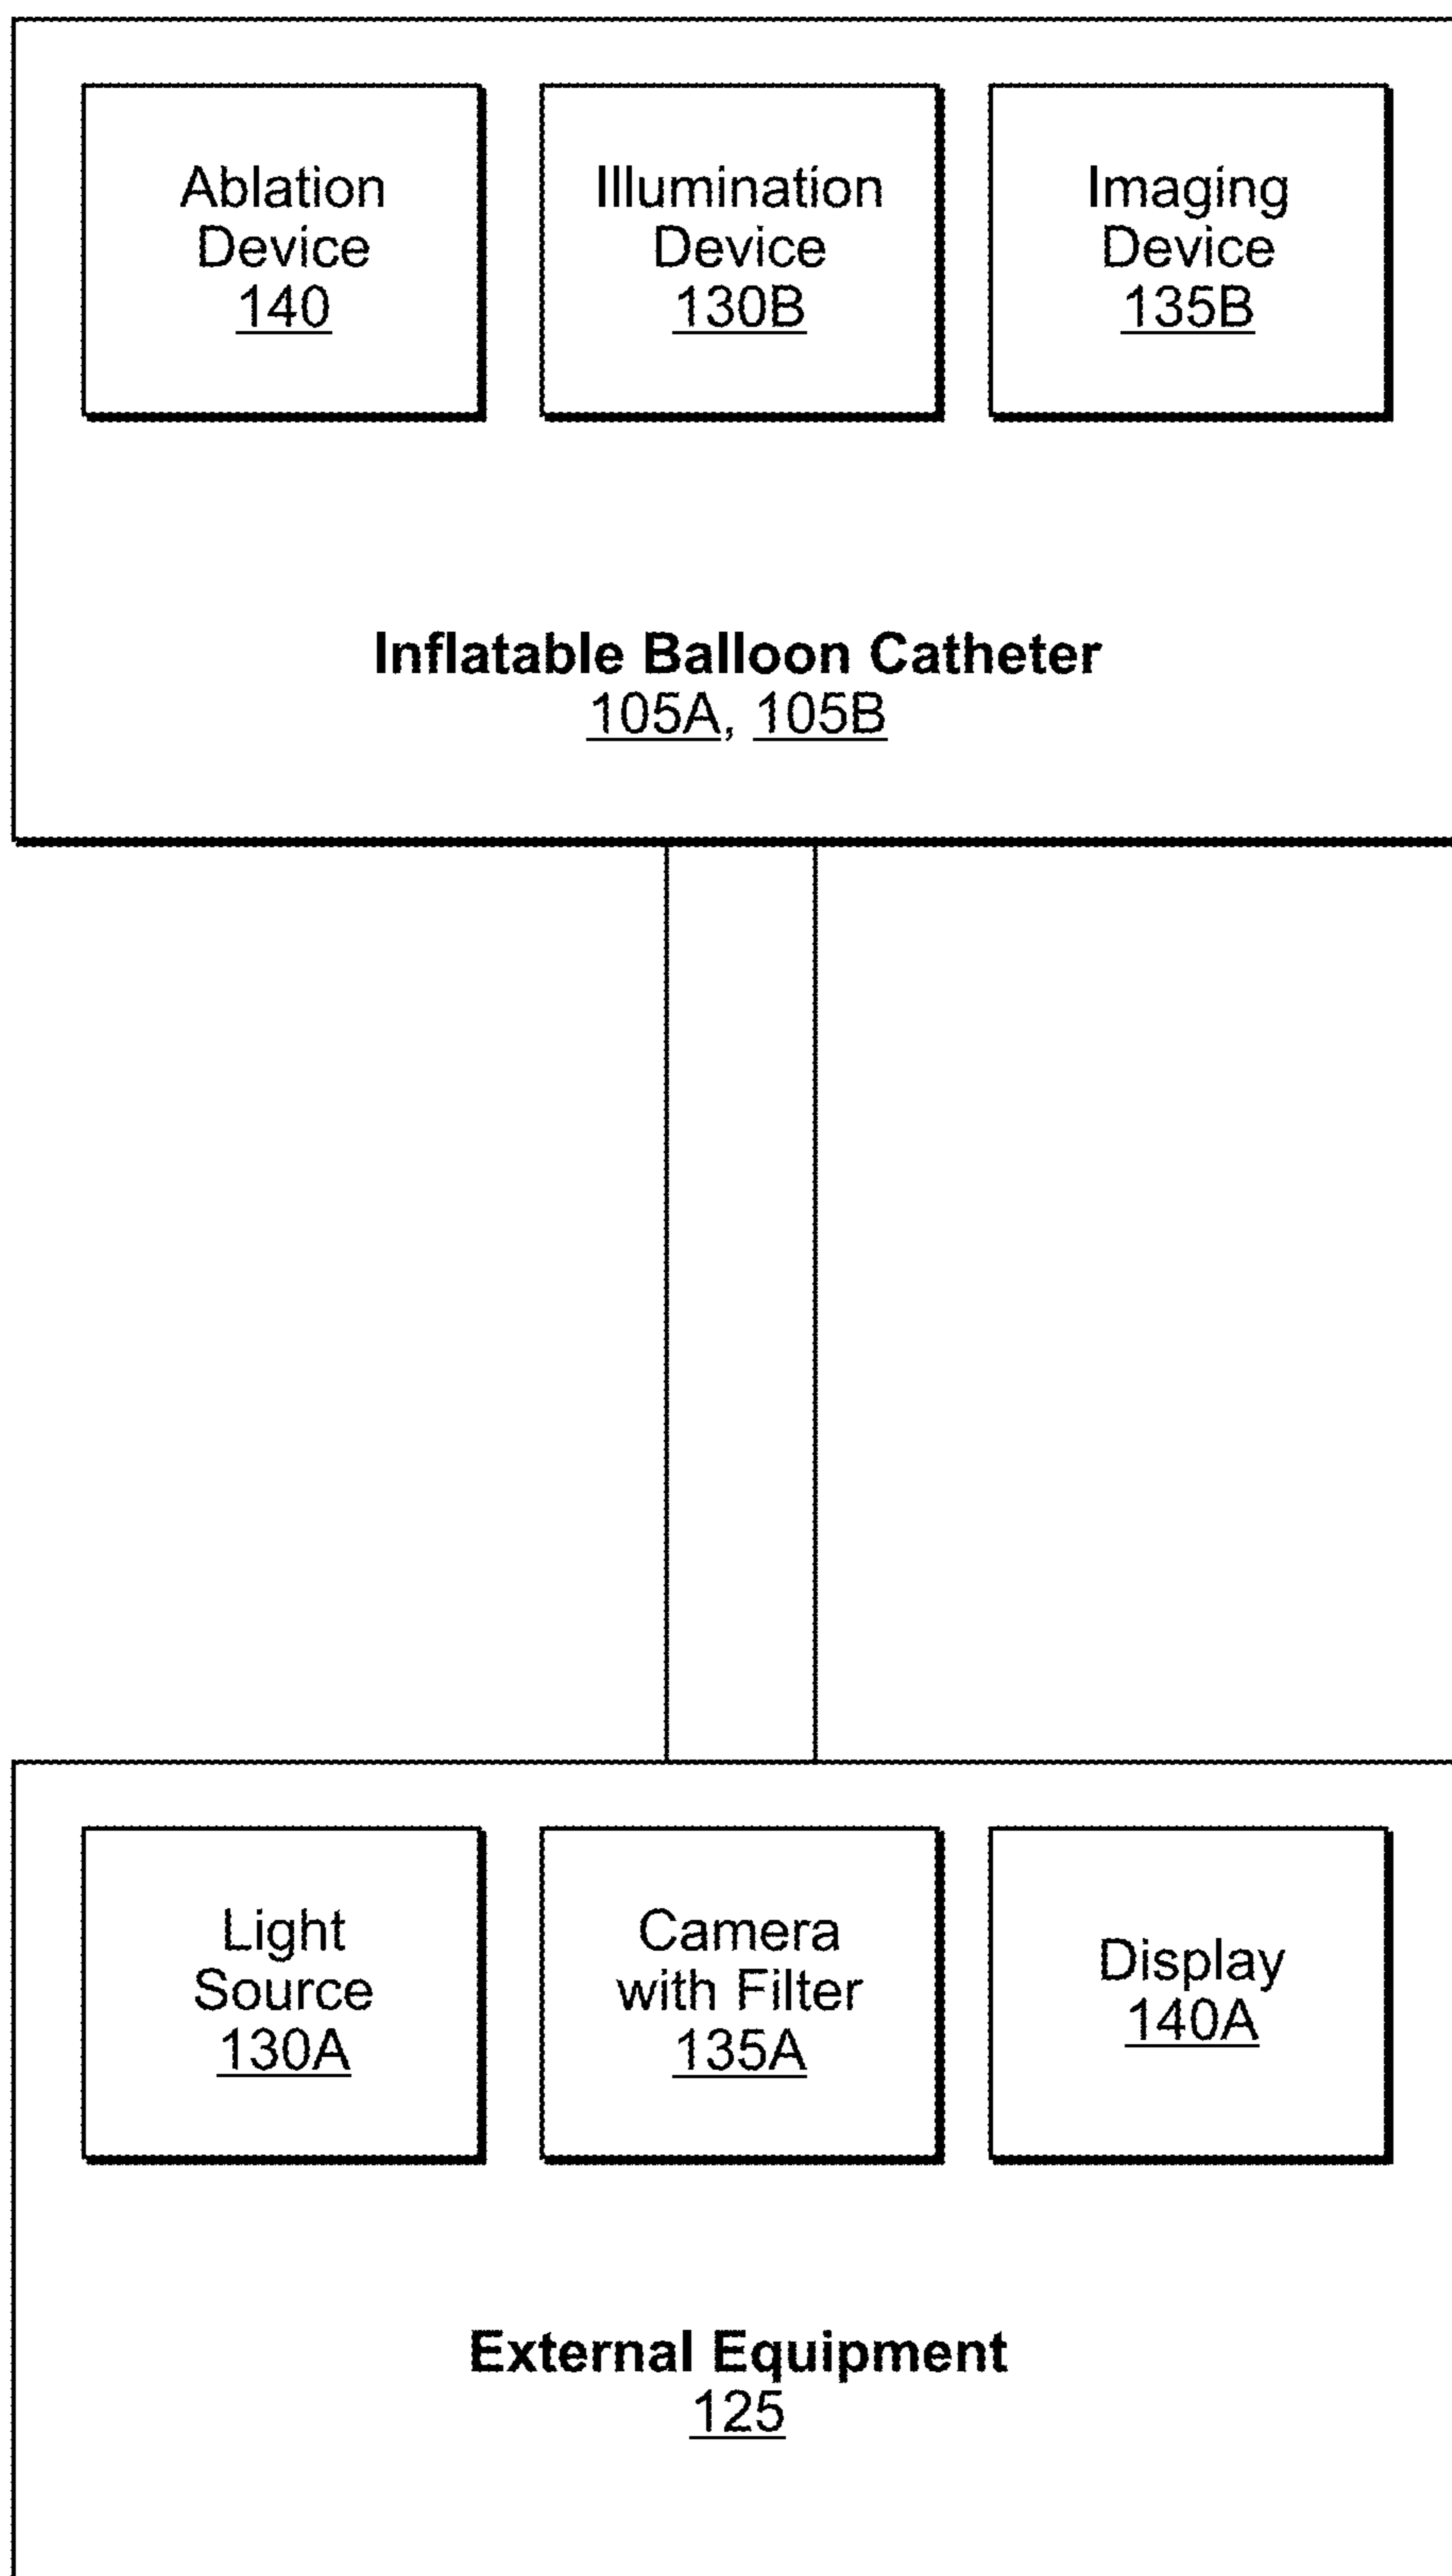 Ablation
Device
140
Illumination
Device
130B
Imaging
Device
135B
Inflatable Balloon Catheter
105A, 105B
Light
Source
130A
Camera
with Filter
135A
Display
140A
External Equipment
125